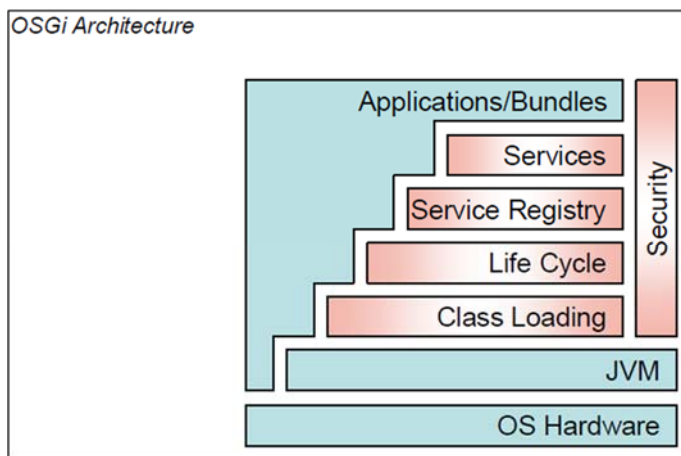 OSGi Architecture
Applications/Bundles
Services
Service Registry
Life Cycle
Class Loading
Security
JVM
OS Hardware